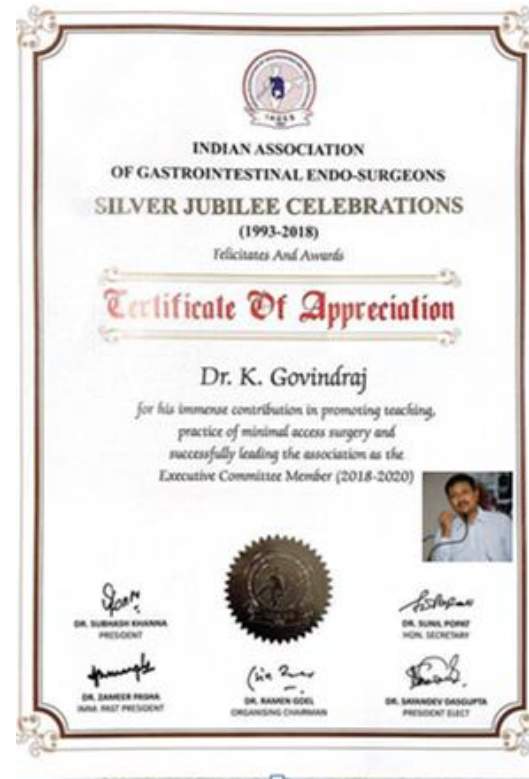 I A G E S
INDIAN ASSOCIATION
OF GASTROINTESTINAL ENDO-SURGEONS
SILVER JUBILEE CELEBRATIONS
(1993-2018)
Felicitates And Awards
Certificate Of Appreciation
Dr. K. Govindraj
for his immense contribution in promoting teaching,
practice of minimal access surgery and
successfully leading the association as the
Executive Committee Member (2018-2020)
DR. SUBHASH KHANNA
PRESIDENT
DR. SUNIL POPAT
HON. SECRETARY
DR. ZAMEER PASHA
IMM. PAST PRESIDENT
DR. RAMEN GOEL
ORGANISING CHAIRMAN
DR. SAYANDEV DASGUPTA
PRESIDENT ELECT